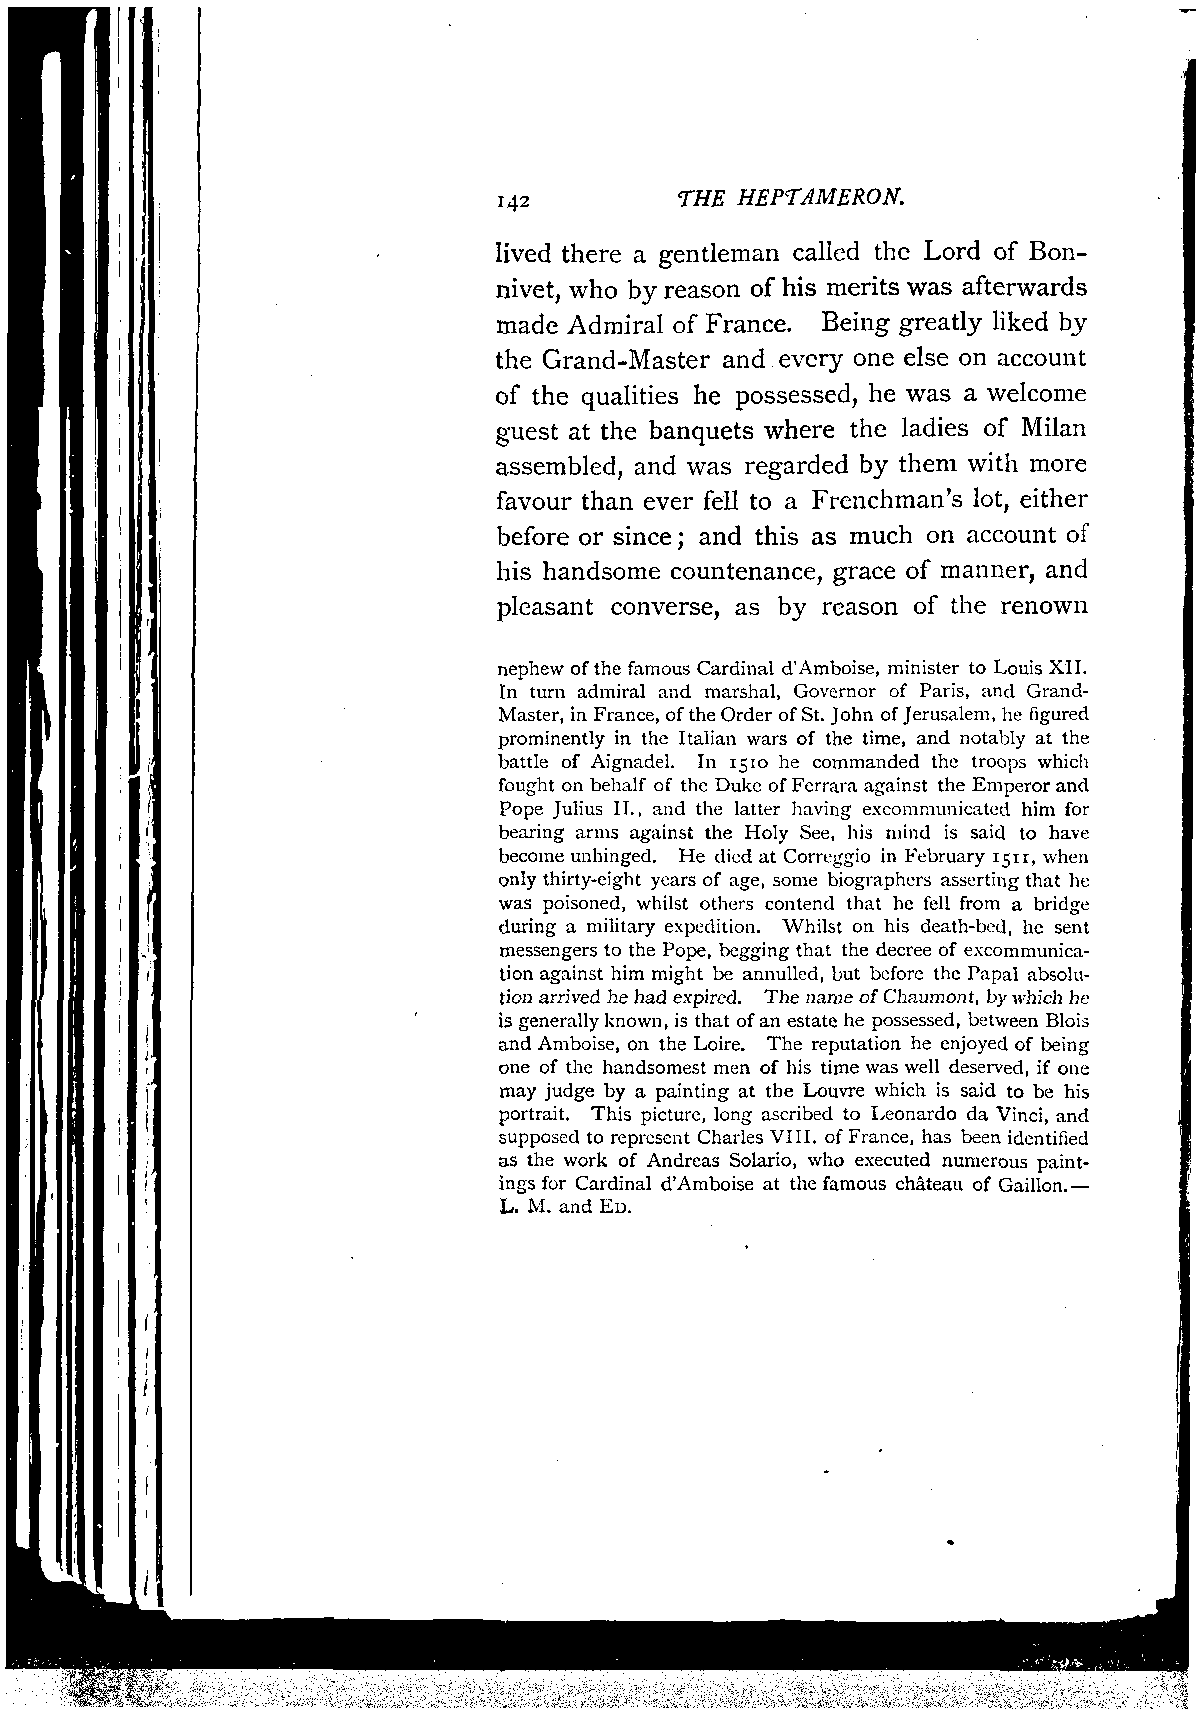 142 THE HEPTAMERON.
lived there a gentleman called the Lord of Bon-
nivet, who by reason of his merits was afterwards
made Admiral of France. Being greatly liked by
the Grand-Master and every one else on account
of the qualities he possessed, he was a welcome
guest at the banquets where the ladies of Milan
assembled, and was regarded by them with more
favour than ever fell to a Frenchman's lot, either
before or since; and this as much on account of
his handsome countenance, grace of manner, and
pleasant converse, as by reason of the renown
nephew of the famous Cardinal d'Amboise, minister to Louis XII.
In turn admiral and marshal, Governor of Paris, and Grand-
Master, in France, of the Order of St. John of Jerusalem, he figured
prominently in the Italian wars of the time, and notably at the
battle of Aignadel. In 1510 he commanded the troops which
fought on behalf of the Duke of Ferrara against the Emperor and
Pope Julius II., and the latter having excommunicated him for
bearing arms against the Holy See, his mind is said to have
become unhinged. He died at Correggio in February 1511, when
only thirty-eight years of age, some biographers asserting that he
was poisoned, whilst others contend that he fell from a bridge
during a military expedition. Whilst on his death-bed, he sent
messengers to the Pope, begging that the decree of excommunica-
tion against him might be annulled, but before the Papal absolu-
tion arrived he had expired. The name of Chaumont, by which he
is generally known, is that of an estate he possessed, between Blois
and Amboise, on the Loire. The reputation he enjoyed of being
one of the handsomest men of his time was well deserved, if one
may judge by a painting at the Louvre which is said to be his
portrait. This picture, long ascribed to Leonardo da Vinci, and
supposed to represent Charles VIII. of France, has been identified
as the work of Andreas Solario, who executed numerous paint-
ings for Cardinal d'Amboise at the famous château of Gaillon.—
L. M. and ED.